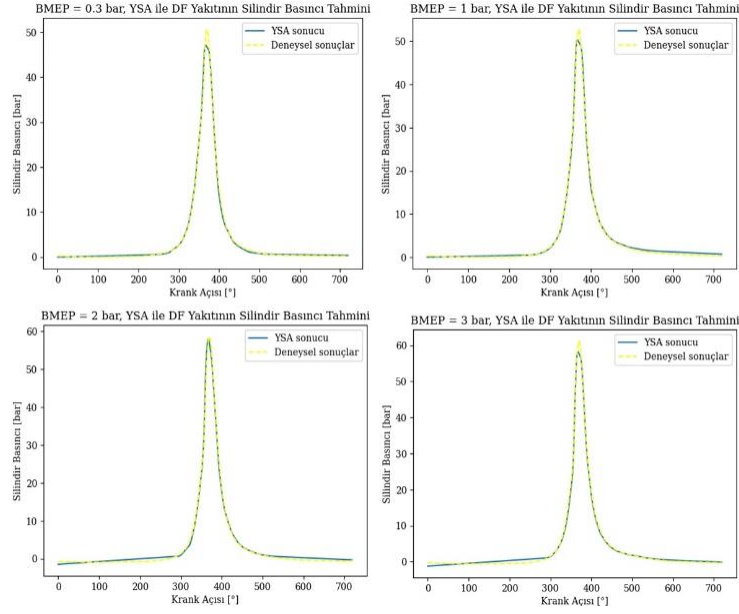 BMEP = 0.3 bar, YSA ile DF Yakıtının Silindir Basıncı Tahmini
YSA sonucu
Deneysel sonuçlar
Silindir Basıncı [bar]
50
40
30
20
10
0
0 100 200 300 400 500 600 700
Krank Açısı [°]
BMEP = 1 bar, YSA ile DF Yakıtının Silindir Basıncı Tahmini
YSA sonucu
Deneysel sonuçlar
Silindir Basıncı [bar]
50
40
30
20
10
0
0 100 200 300 400 500 600 700
Krank Açısı [°]
BMEP = 2 bar, YSA ile DF Yakıtının Silindir Basıncı Tahmini
YSA sonucu
Deneysel sonuçlar
Silindir Basıncı [bar]
60
50
40
30
20
10
0
0 100 200 300 400 500 600 700
Krank Açısı [°]
BMEP = 3 bar, YSA ile DF Yakıtının Silindir Basıncı Tahmini
YSA sonucu
Deneysel sonuçlar
Silindir Basıncı [bar]
60
50
40
30
20
10
0
0 100 200 300 400 500 600 700
Krank Açısı [°]